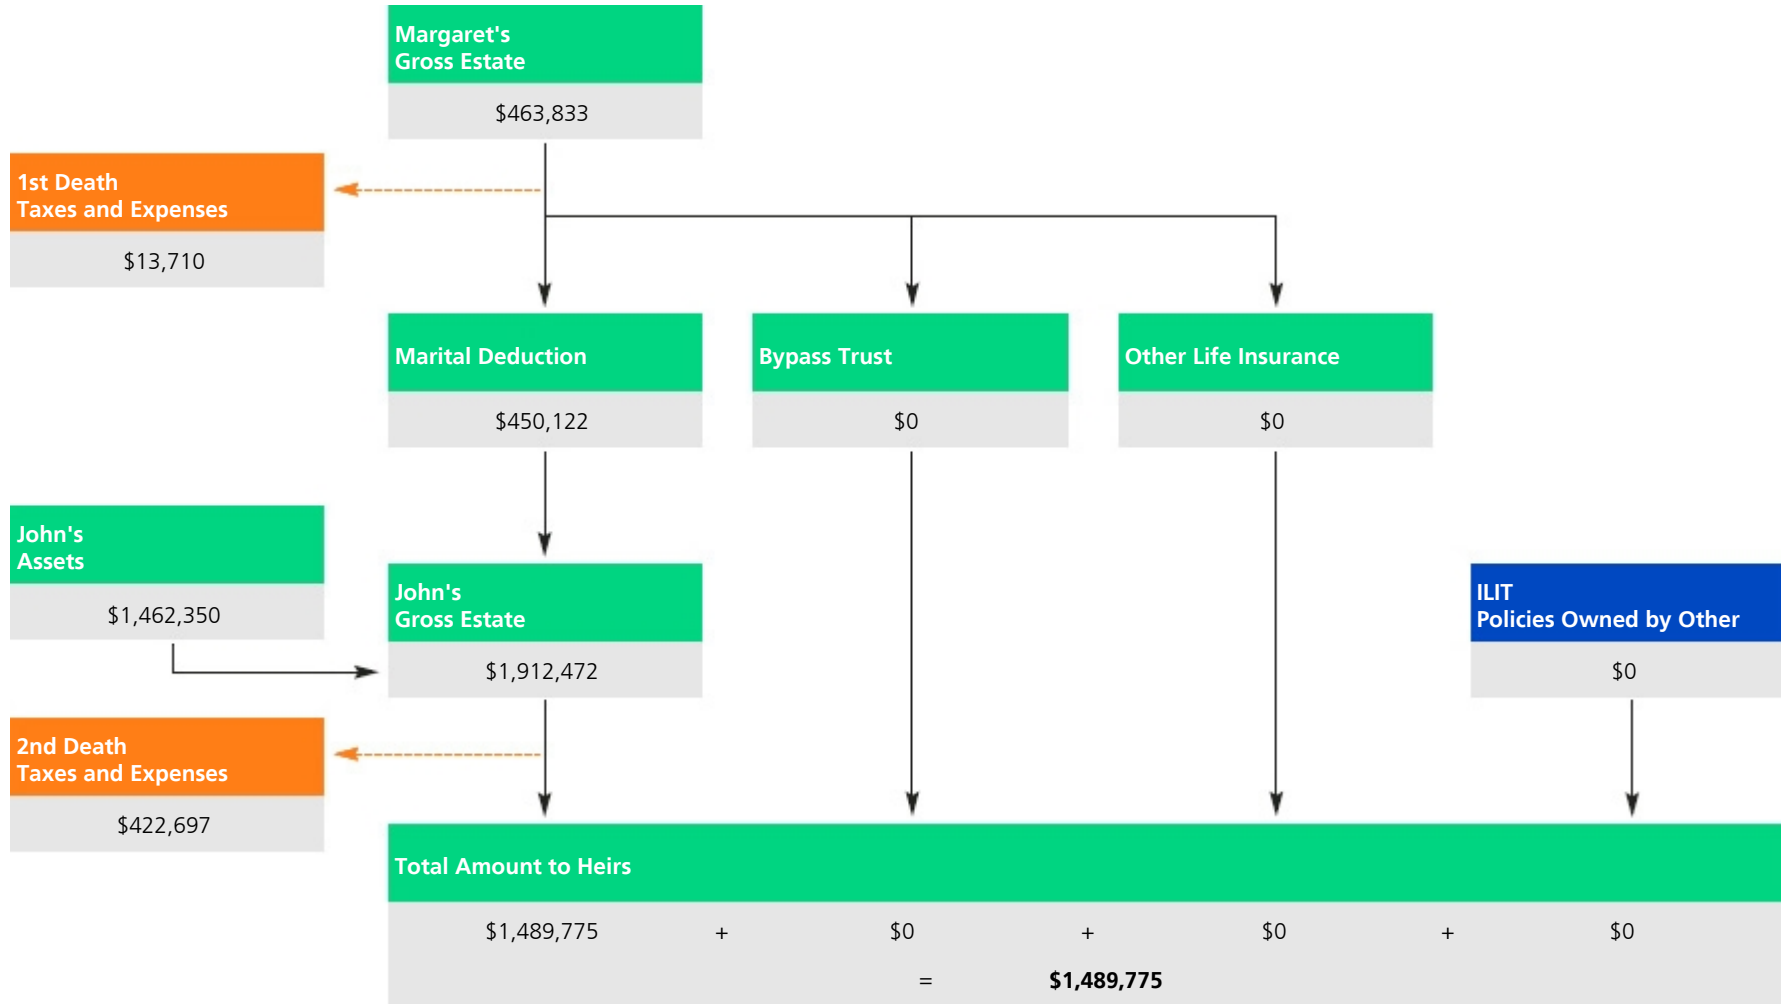 Margaret's
Gross Estate
$463,833
1st Death
Taxes and Expenses
$13,710
Marital Deduction
Bypass Trust
Other Life Insurance
$450,122
$0
$0
John's
Assets
$1,462,350
John's
Gross Estate
$1,912,472
ILIT
Policies Owned by Other
$0
2nd Death
Taxes and Expenses
$422,697
Total Amount to Heirs
$1,489,775 + $0 + $0 + $0
= $1,489,775